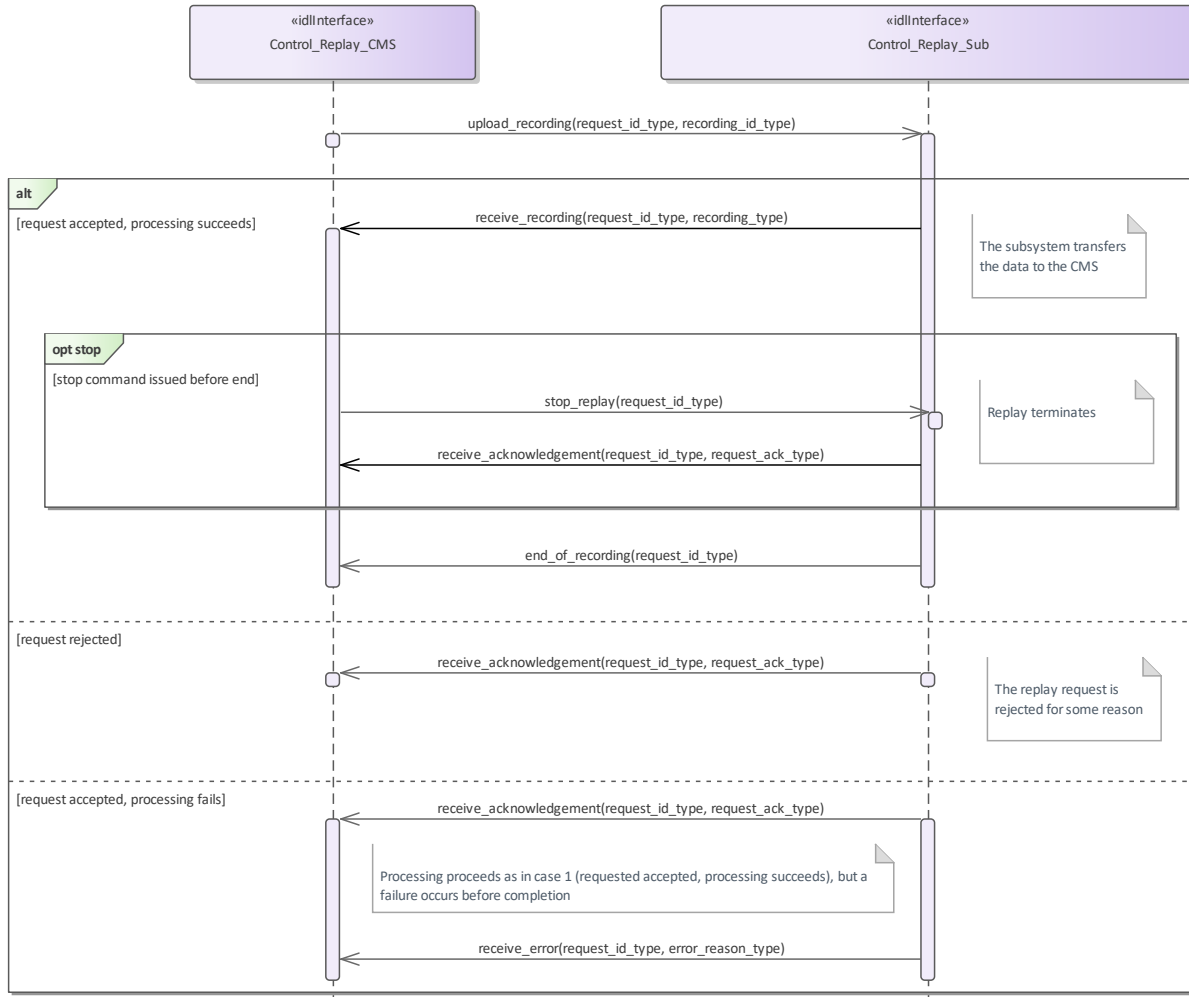 «idlInterface»
Control_Replay_CMS
«idlInterface»
Control_Replay_Sub
upload_recording(request_id_type, recording_id_type)
alt
[request accepted, processing succeeds]
receive_recording(request_id_type, recording_type)
The subsystem transfers
the data to the CMS
opt stop
[stop command issued before end]
stop_replay(request_id_type)
Replay terminates
receive_acknowledgement(request_id_type, request_ack_type)
end_of_recording(request_id_type)
[request rejected]
receive_acknowledgement(request_id_type, request_ack_type)
The replay request is
rejected for some reason
[request accepted, processing fails]
receive_acknowledgement(request_id_type, request_ack_type)
Processing proceeds as in case 1 (requested accepted, processing succeeds), but a
failure occurs before completion
receive_error(request_id_type, error_reason_type)